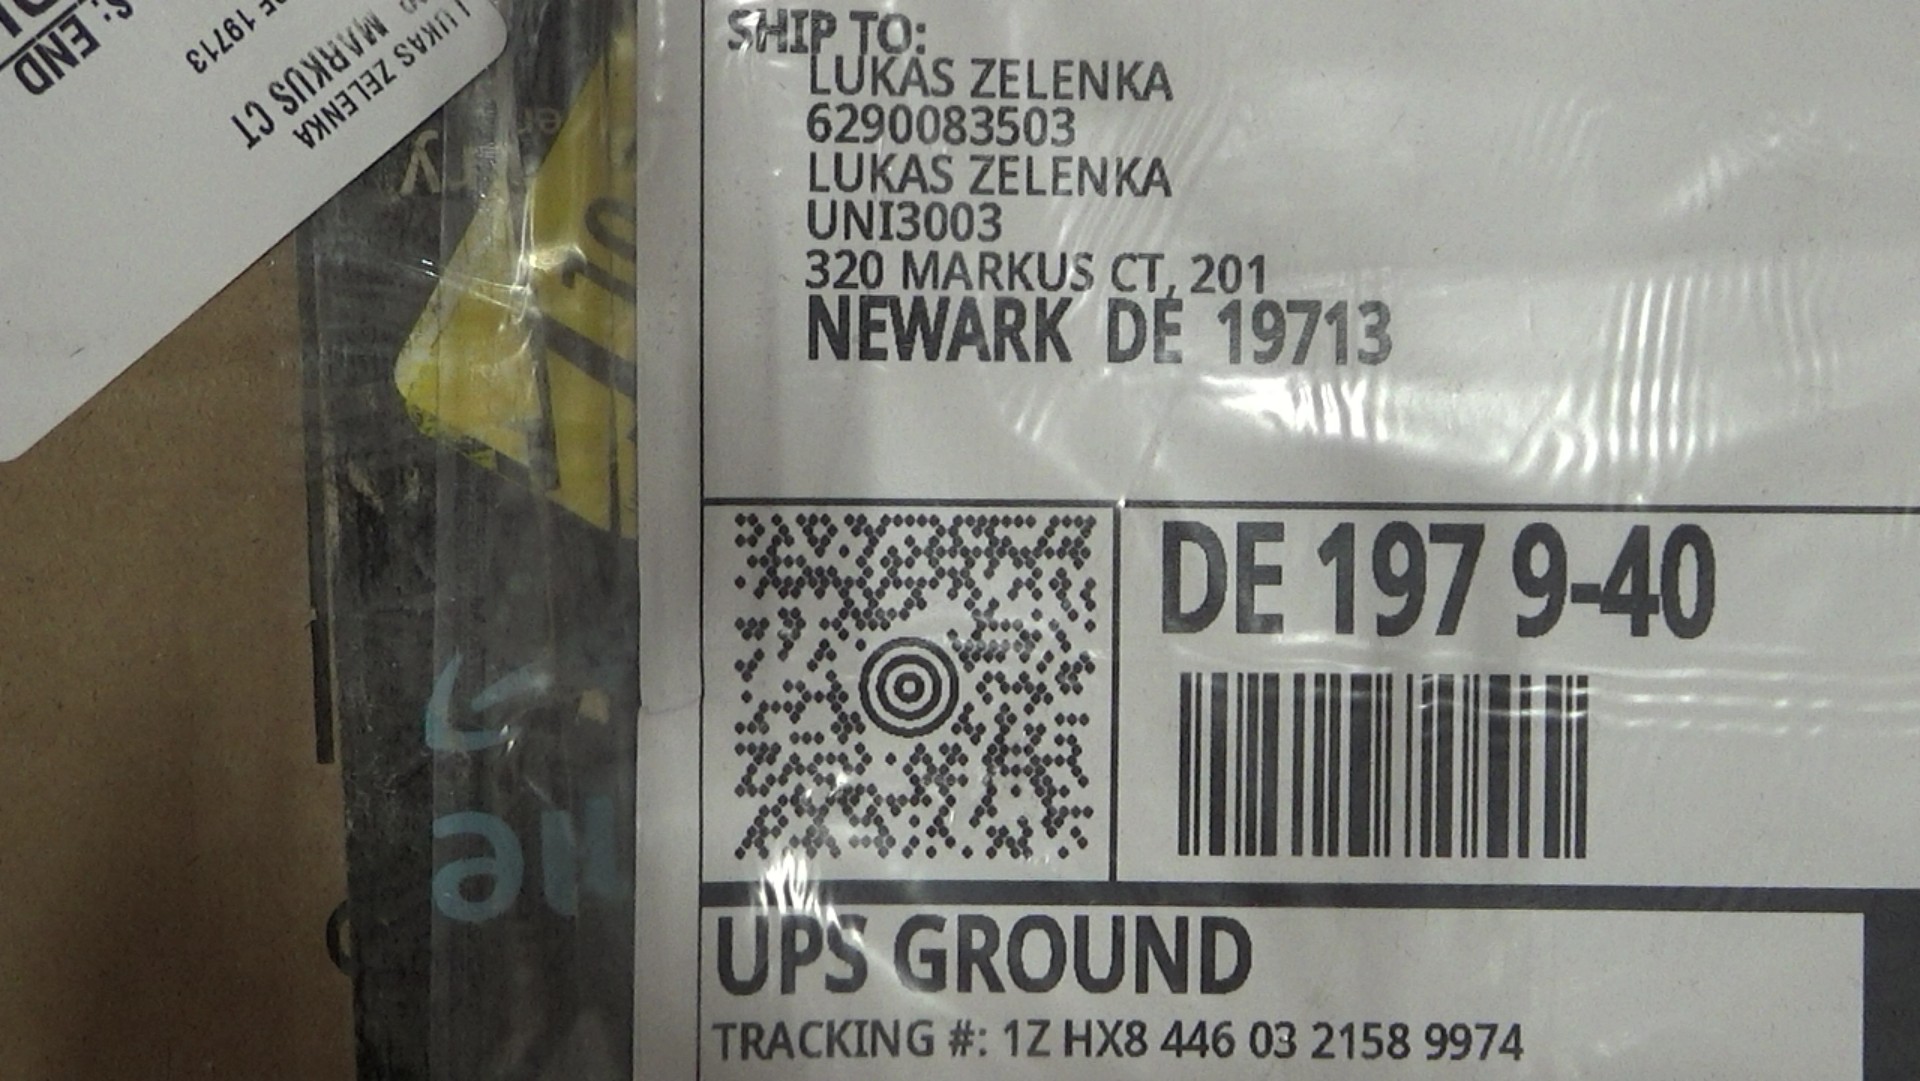 SHIP TO:
LUKAS ZELENKA
6290083503
LUKAS ZELENKA
UNI3003
320 MARKUS CT, 201
NEWARK DE 19713
DE 197 9-40
UPS GROUND
TRACKING #: 1Z HX8 446 03 2158 9974
LUKAS ZELENKA
MARKUS CT
DE 19713
S: END